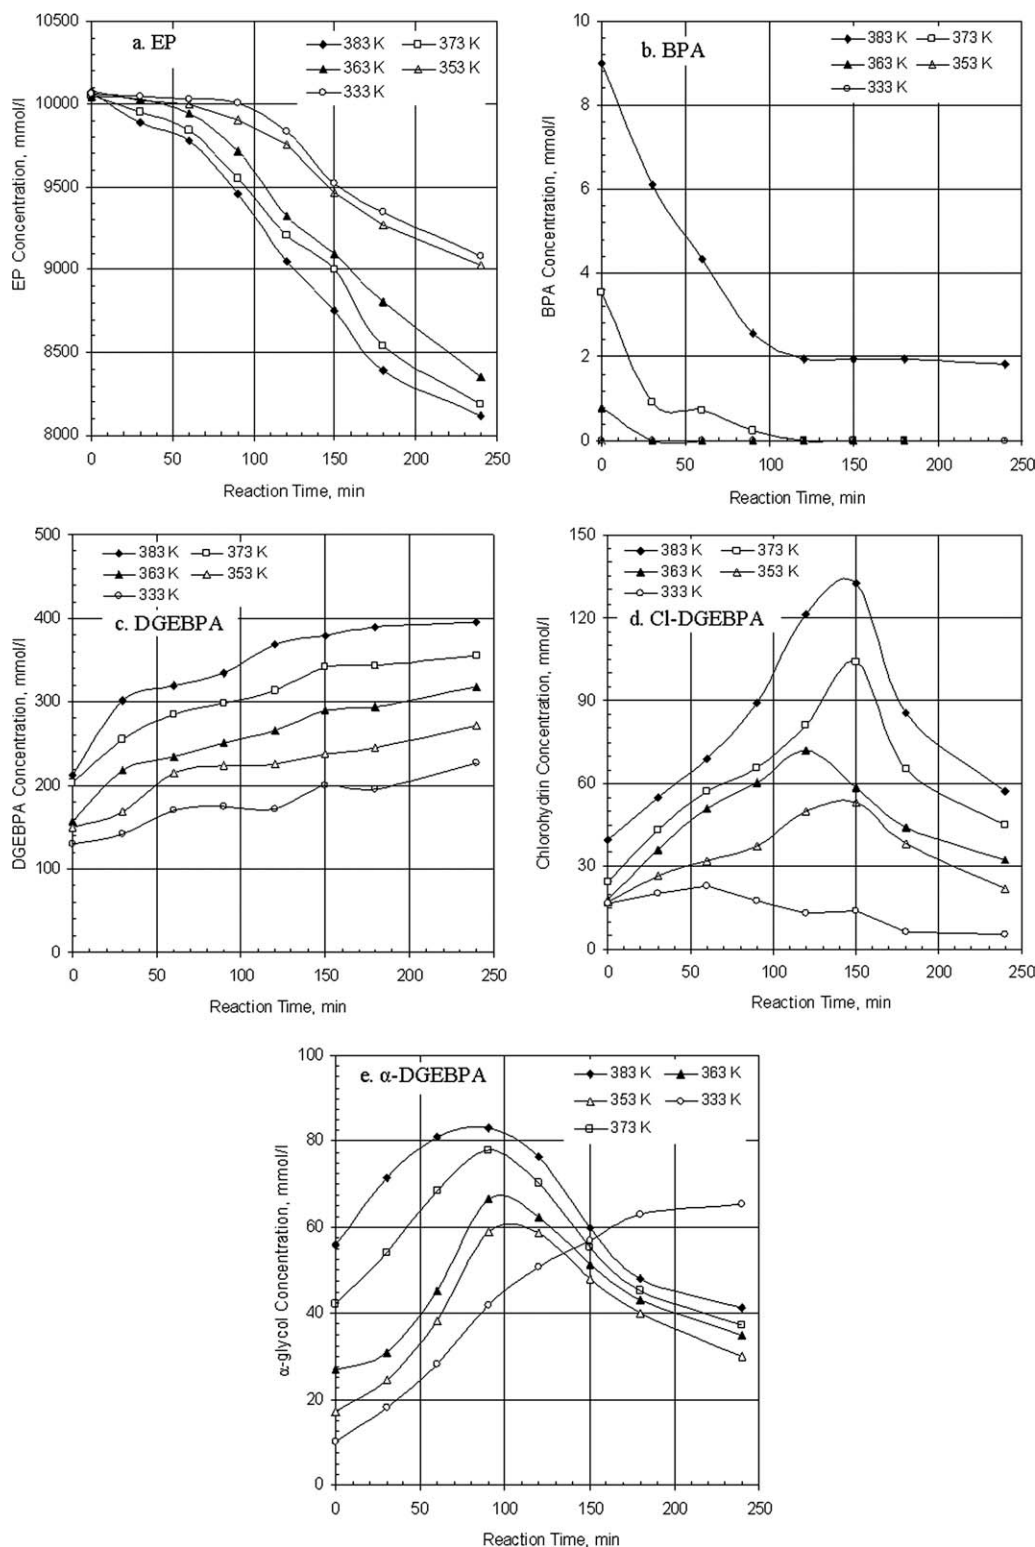 a. EP
383 K 373 K
363 K 353 K
333 K
EP Concentration, mmol/l
10500
10000
9500
9000
8500
8000
0 50 100 150 200 250
Reaction Time, min
b. BPA
383 K 373 K
363 K 353 K
333 K
BPA Concentration, mmol/l
10
8
6
4
2
0
0 50 100 150 200 250
Reaction Time, min
383 K 373 K
363 K 353 K
333 K
c. DGEBPA
DGEBPA Concentration, mmol/l
500
400
300
200
100
0
0 50 100 150 200 250
Reaction Time, min
383 K 373 K
363 K 353 K
333 K
d. Cl-DGEBPA
Chlorohydrin Concentration, mmol/l
150
120
90
60
30
0
0 50 100 150 200 250
Reaction Time, min
e. α-DGEBPA
383 K 363 K
353 K 333 K
373 K
α-glycol Concentration, mmol/l
100
80
60
40
20
0
0 50 100 150 200 250
Reaction Time, min